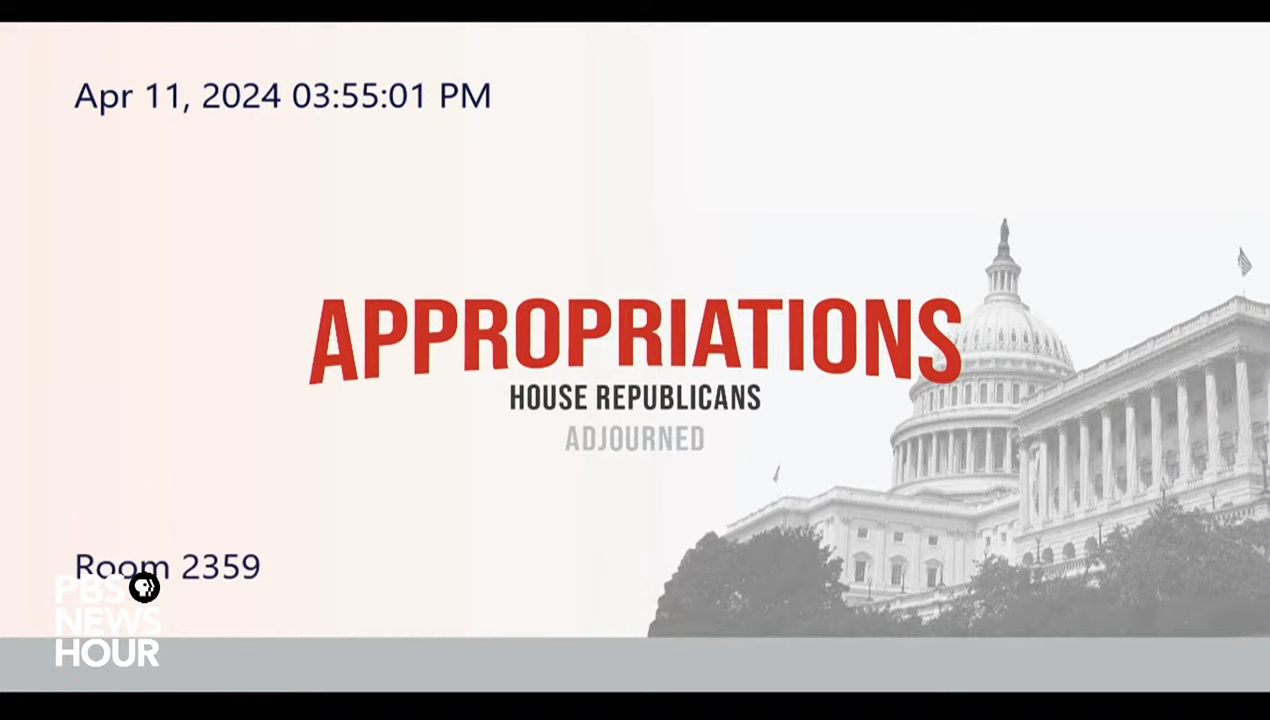 Apr 11, 2024 03:55:01 PM
APPROPRIATIONS
HOUSE REPUBLICANS
ADJOURNED
Room 2359
PBS
NEWS
HOUR